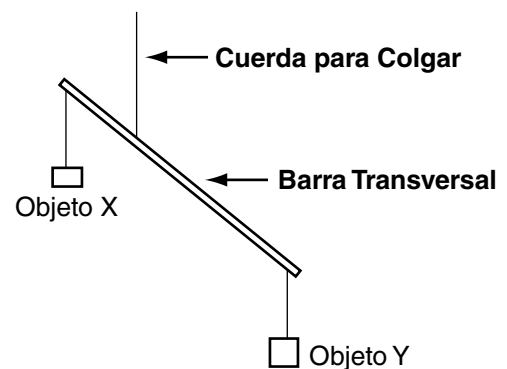 Cuerda para Colgar
Barra Transversal
Objeto X
Objeto Y